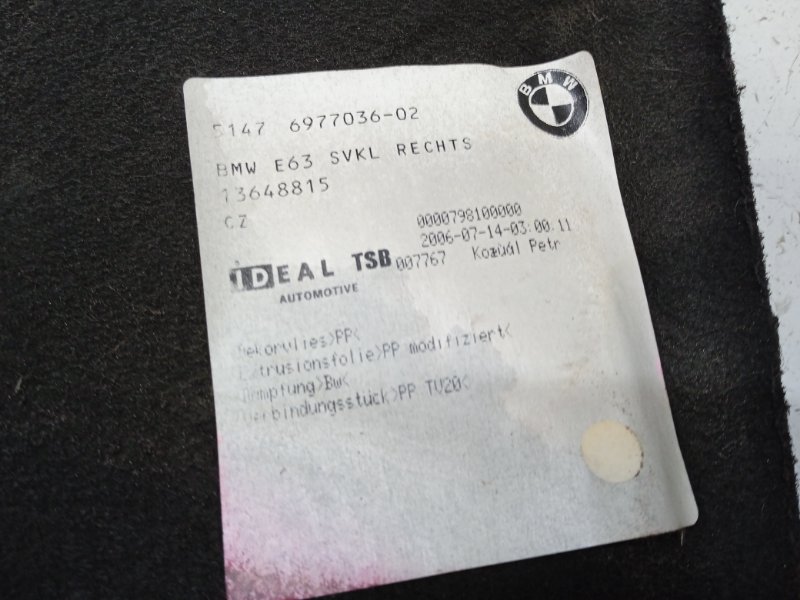 BMW
5147 6977036-02
BMW E63 SVKL RECHTS
13648815
CZ
0000798100000
2006-07-14-03:00:11
IDEAL TSB 007767
AUTOMOTIVE
Petr
Dekorvlies>PP<
Extrusionsfolie>PP modifiziert<
Dämpfung>Bw<
Verbindungsstück>PP TV20<